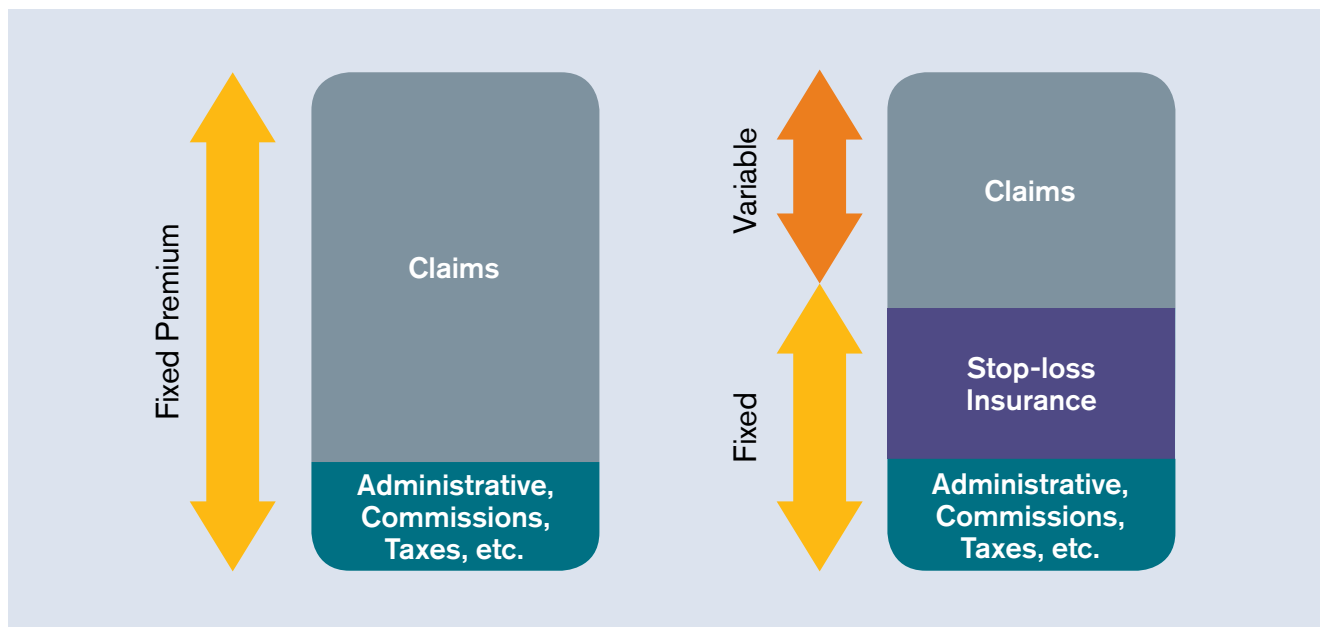 Fixed Premium
Claims
Administrative,
Commissions,
Taxes, etc.
Variable
Fixed
Claims
Stop-loss
Insurance
Administrative,
Commissions,
Taxes, etc.